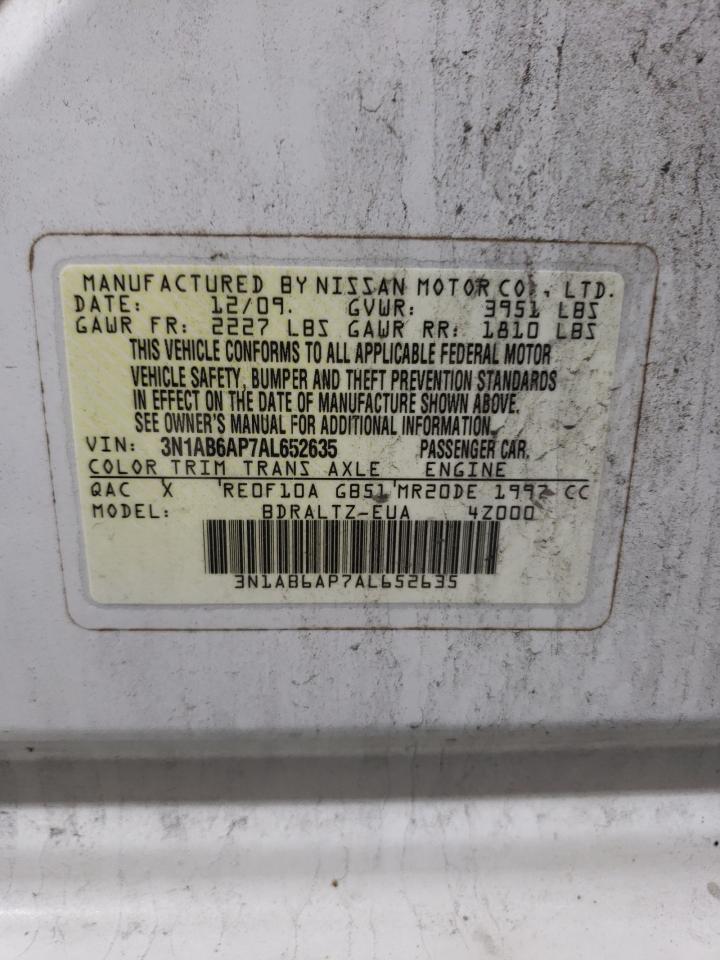 MANUFACTURED BY NISSAN MOTOR CO., LTD.
DATE: 12/09. GVWR: 3951 LBS
GAWR FR: 2227 LBS GAWR RR: 1810 LBS
THIS VEHICLE CONFORMS TO ALL APPLICABLE FEDERAL MOTOR
VEHICLE SAFETY, BUMPER AND THEFT PREVENTION STANDARDS
IN EFFECT ON THE DATE OF MANUFACTURE SHOWN ABOVE.
SEE OWNER'S MANUAL FOR ADDITIONAL INFORMATION.
VIN: 3N1AB6AP7AL652635 PASSENGER CAR.
COLOR TRIM TRANS AXLE ENGINE
QAC X RE0F10A GB51 MR20DE 1997 CC
MODEL: BDRALTZ-EUA 4Z000
3N1AB6AP7AL652635